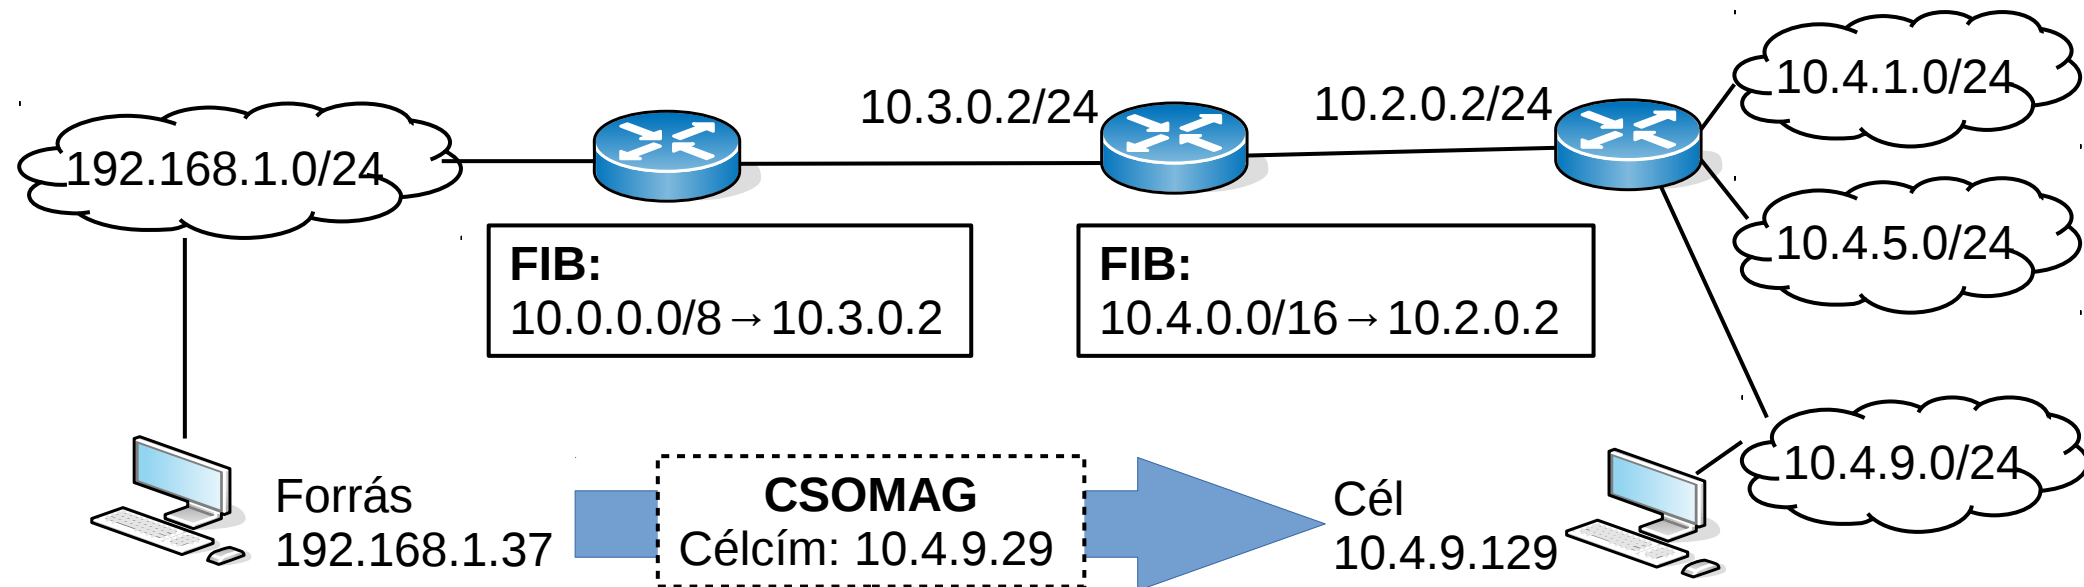 10.4.1.0/24
10.3.0.2/24
10.2.0.2/24
192.168.1.0/24
10.4.5.0/24
FIB:
10.0.0.0/8→10.3.0.2
FIB:
10.4.0.0/16→10.2.0.2
10.4.9.0/24
Forrás
192.168.1.37
CSOMAG
Célcím: 10.4.9.29
Cél
10.4.9.129